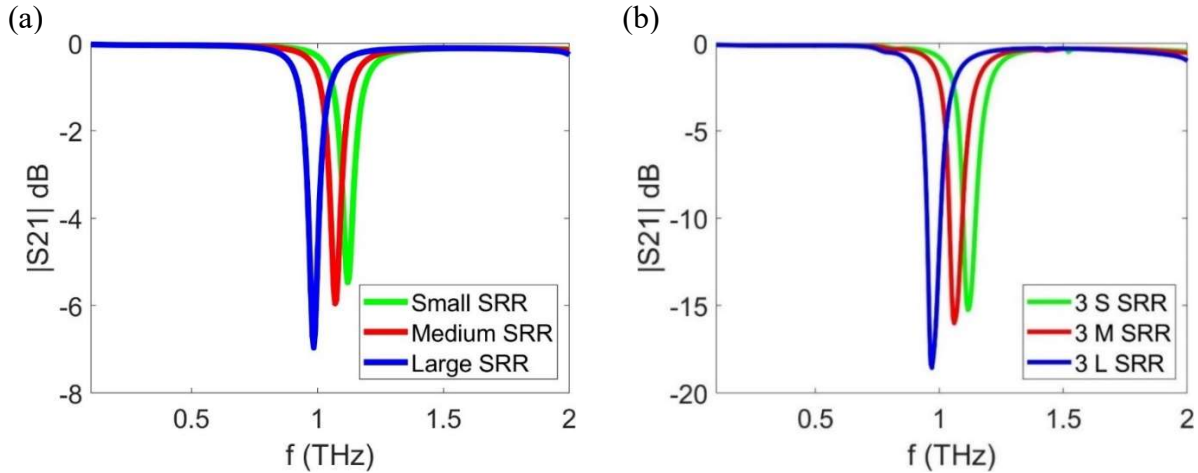 (a)
0
-2
-4
-6
-8
|S21| dB
0.5 1 1.5 2
f (THz)
Small SRR
Medium SRR
Large SRR
(b)
0
-5
-10
-15
-20
|S21| dB
0.5 1 1.5 2
f (THz)
3 S SRR
3 M SRR
3 L SRR